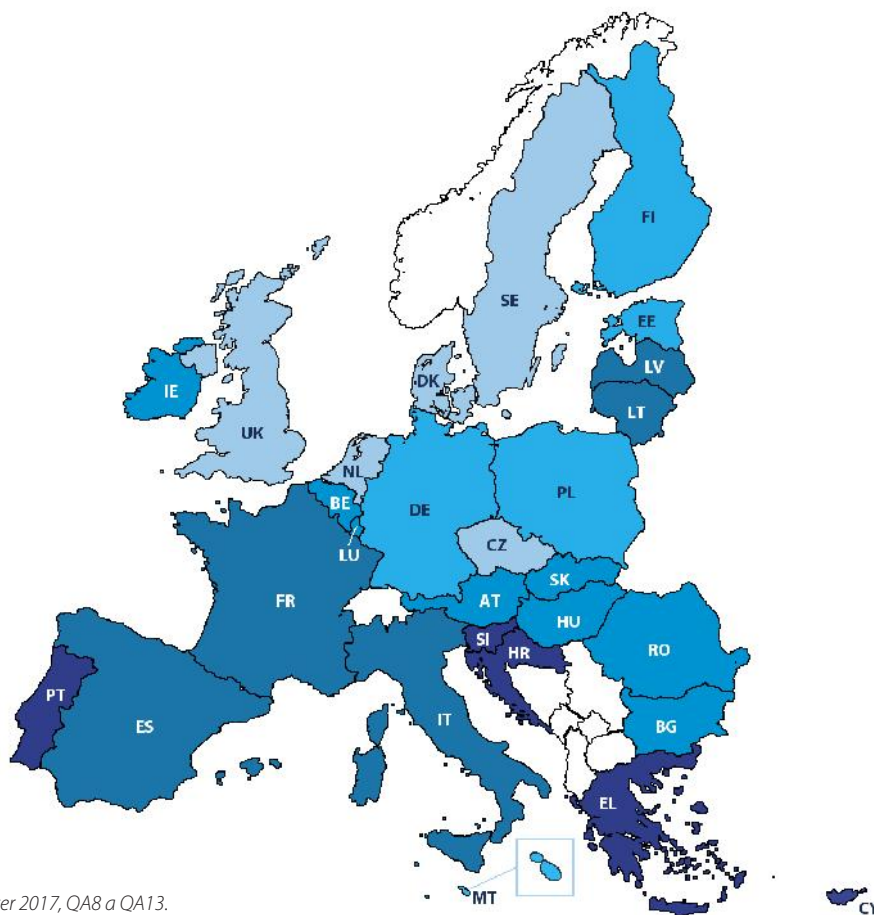 FI
SE
EE
LV
DK
LT
IE
UK
NL
PL
BE
DE
CZ
LU
SK
AT
FR
HU
SI
RO
HR
PT
IT
ES
BG
EL
MT
er 2017, QA8 a QA13.
CY